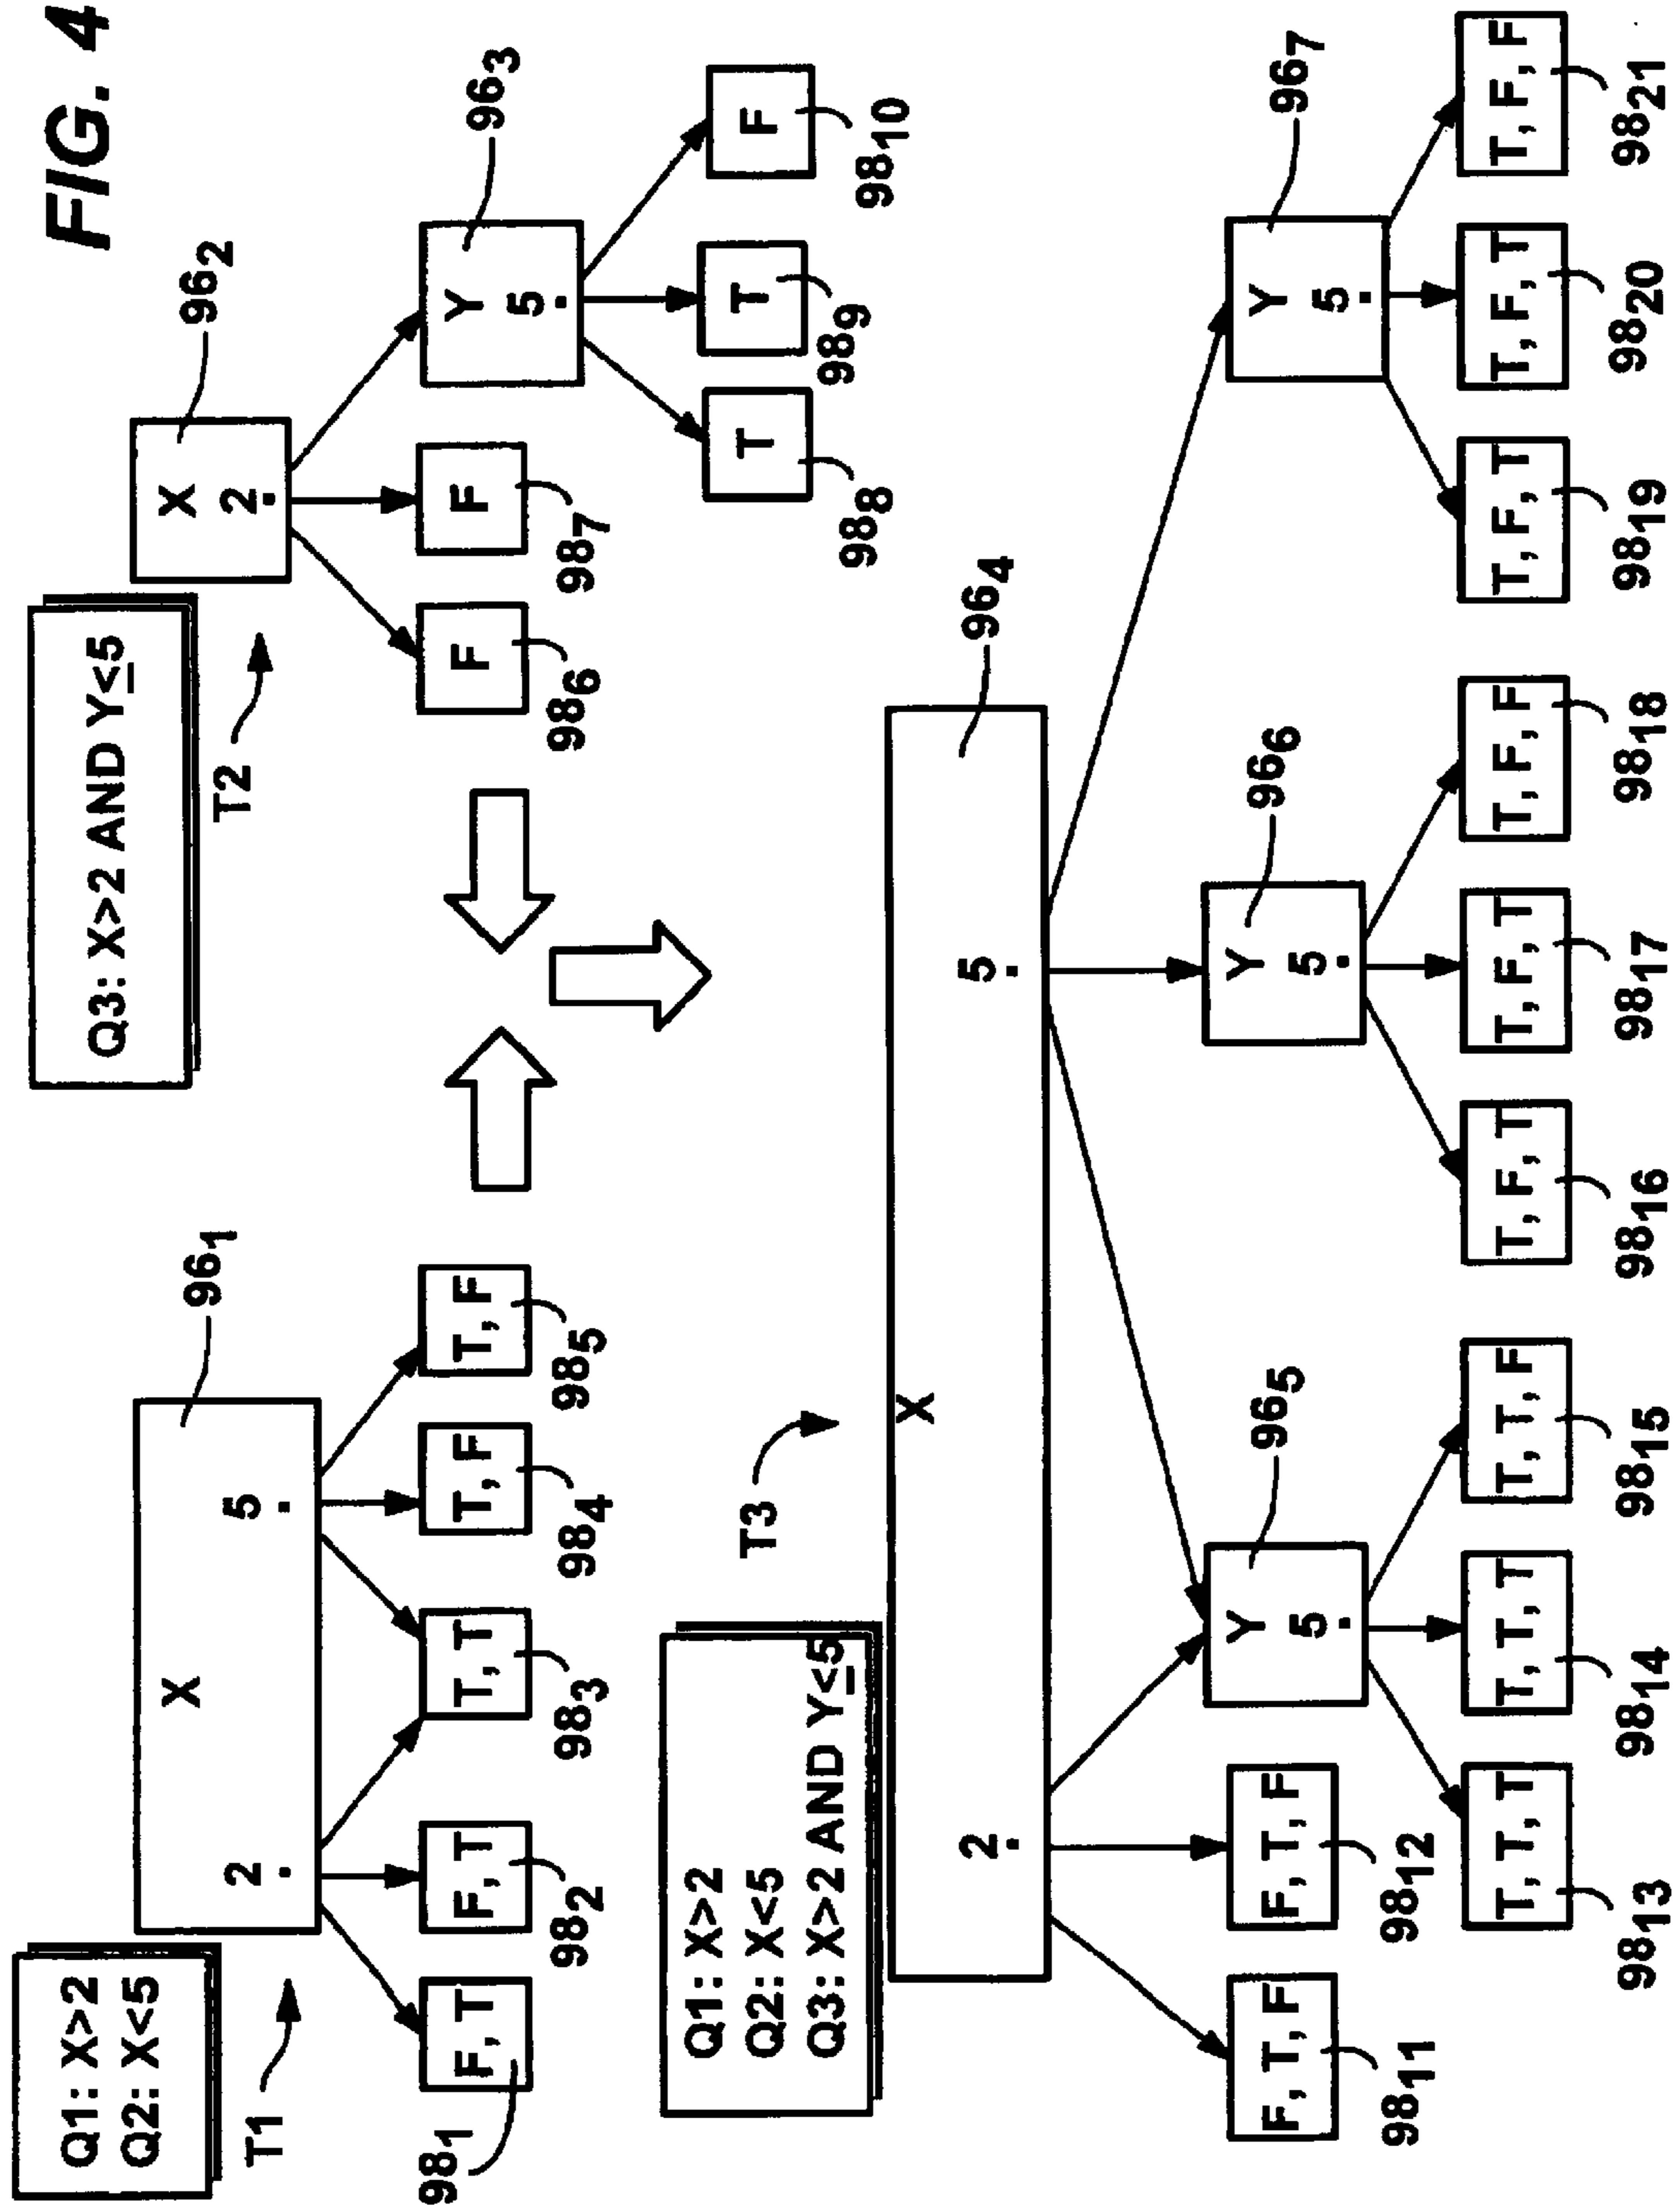 FIG. 4
Q1: X>2
Q2: X<5
T1
X
2.
5.
96₁
F, T
F, T
T, T
T, F
T, F
98₁
98₂
98₃
98₄
98₅
Q3: X>2 AND Y≤5
T2
X
2.
96₂
F
F
98₆
98₇
Y
5.
96₃
T
T
F
98₈
98₉
98₁₀
Q1: X>2
Q2: X<5
Q3: X>2 AND Y≤5
T3
X
2.
5.
96₄
F, T, F
F, T, F
98₁₁
98₁₂
Y
5.
96₅
Y
5.
96₆
Y
5.
96₇
T, T, T
T, T, T
T, T, F
T, F, T
T, F, T
T, F, F
T, F, T
T, F, T
T, F, F
98₁₃
98₁₄
98₁₅
98₁₆
98₁₇
98₁₈
98₁₉
98₂₀
98₂₁